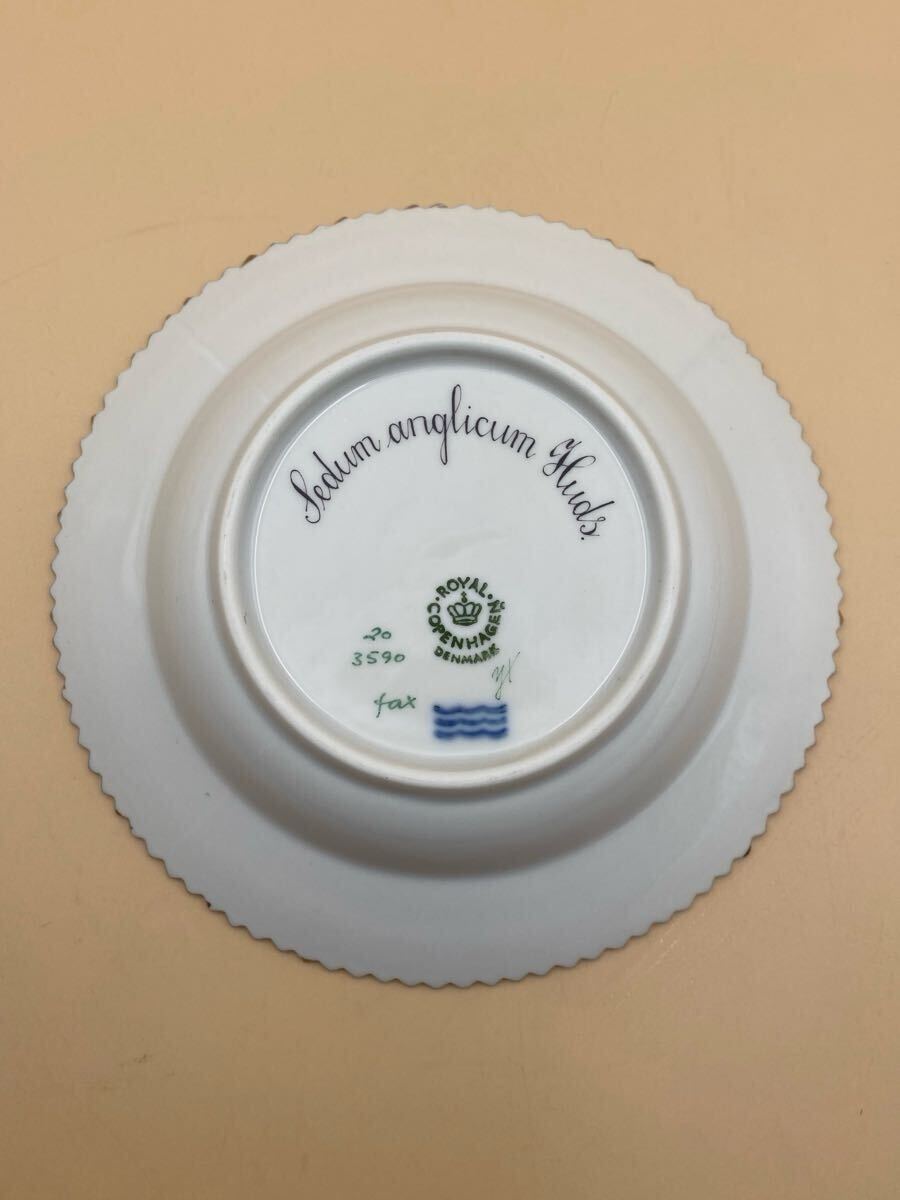 Sedum anglicum Huds.
ROYAL
COPENHAGEN
DENMARK
20
3590
fax